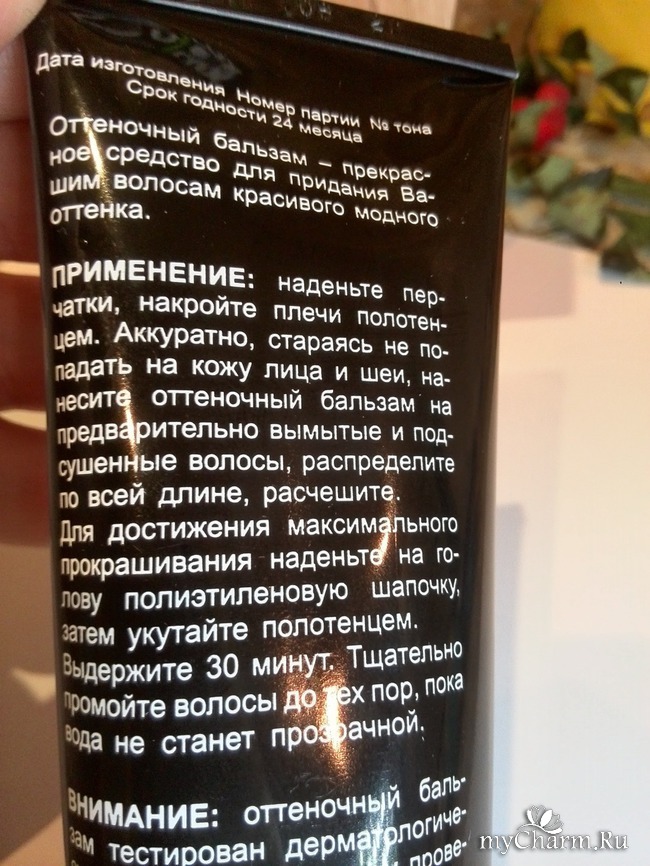 Дата изготовления Номер партии № тона
Срок годности 24 месяца
Оттеночный бальзам – прекрас-
ное средство для придания Ва-
шим волосам красивого модного
оттенка.
ПРИМЕНЕНИЕ: наденьте пер-
чатки, накройте плечи полотен-
цем. Аккуратно, стараясь не по-
падать на кожу лица и шеи, на-
несите оттеночный бальзам на
предварительно вымытые и под-
сушенные волосы, распределите
по всей длине, расчешите.
Для достижения максимального
прокрашивания наденьте на го-
лову полиэтиленовую шапочку,
затем укутайте полотенцем.
Выдержите 30 минут. Тщательно
промойте волосы до тех пор, пока
вода не станет прозрачной.
ВНИМАНИЕ: оттеночный баль-
зам тестирован дерматологиче-
прове-
myCharm.Ru